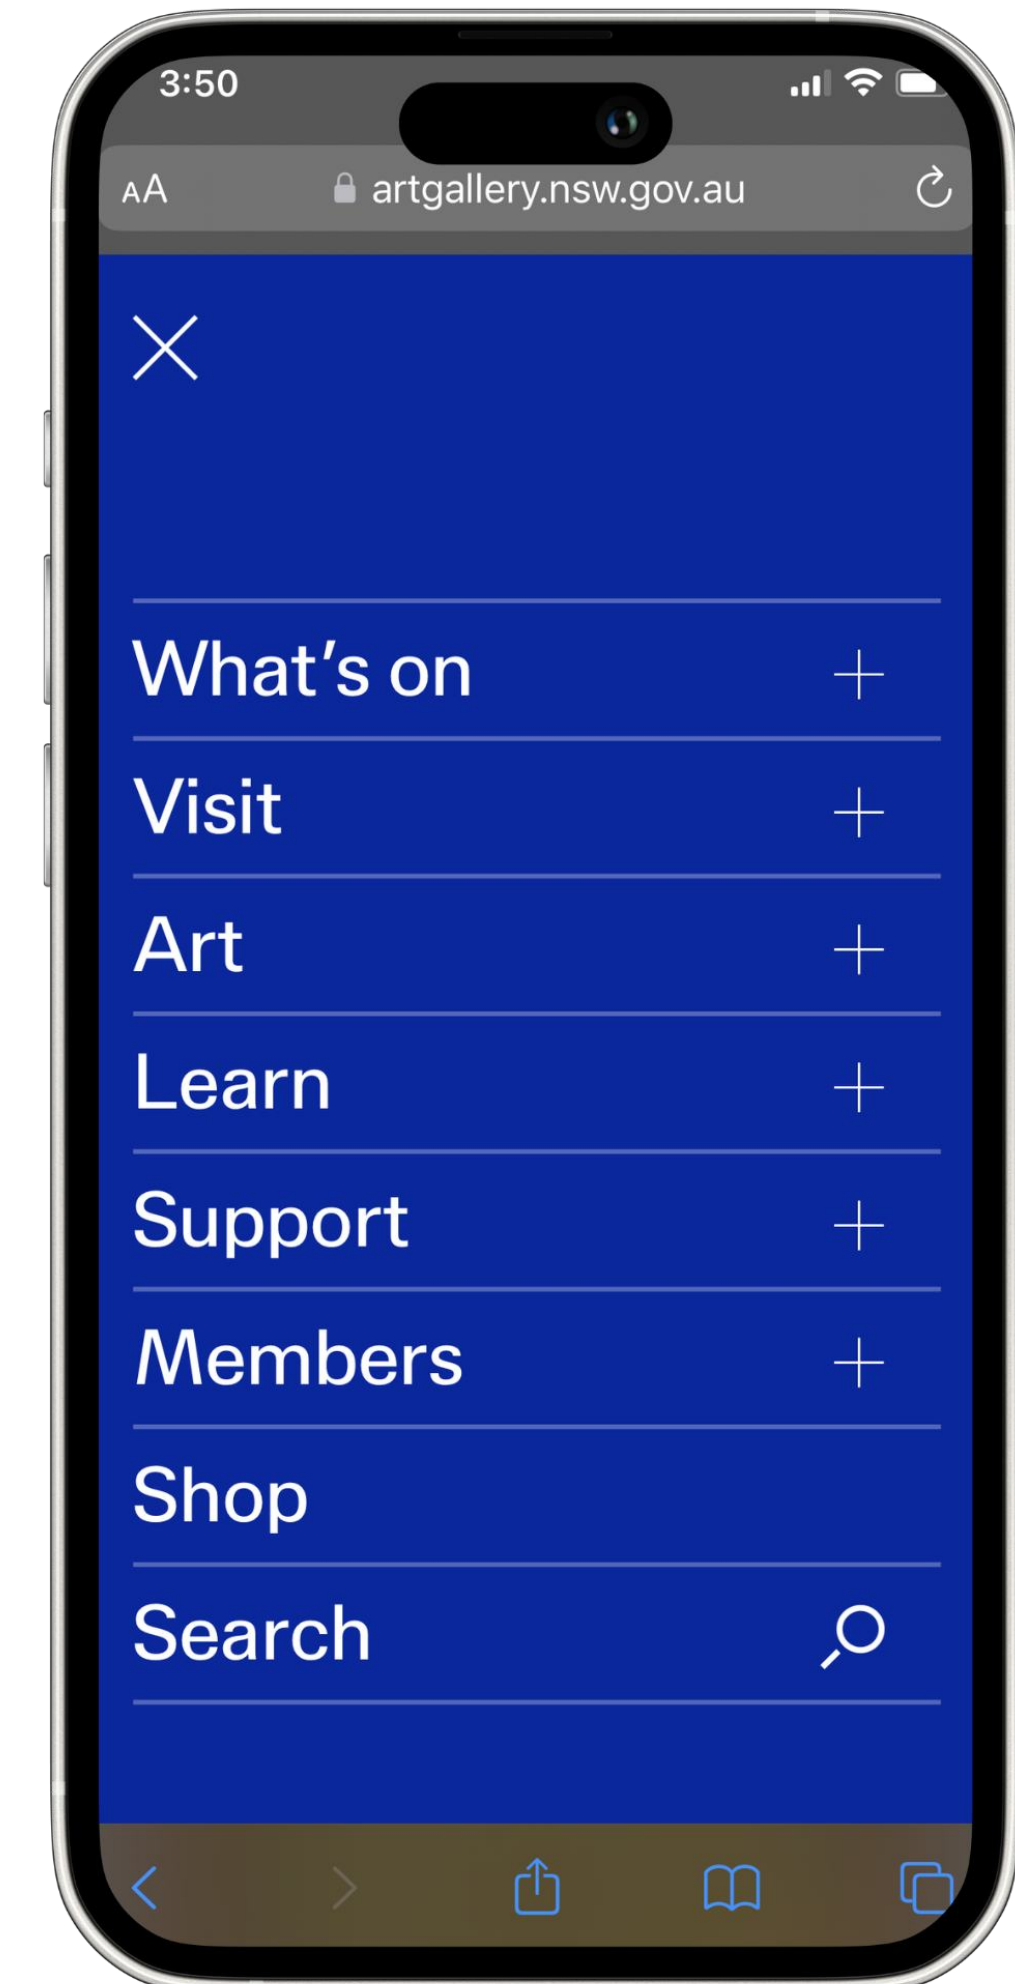 3:50
AA artgallery.nsw.gov.au
What’s on
Visit
Art
Learn
Support
Members
Shop
Search